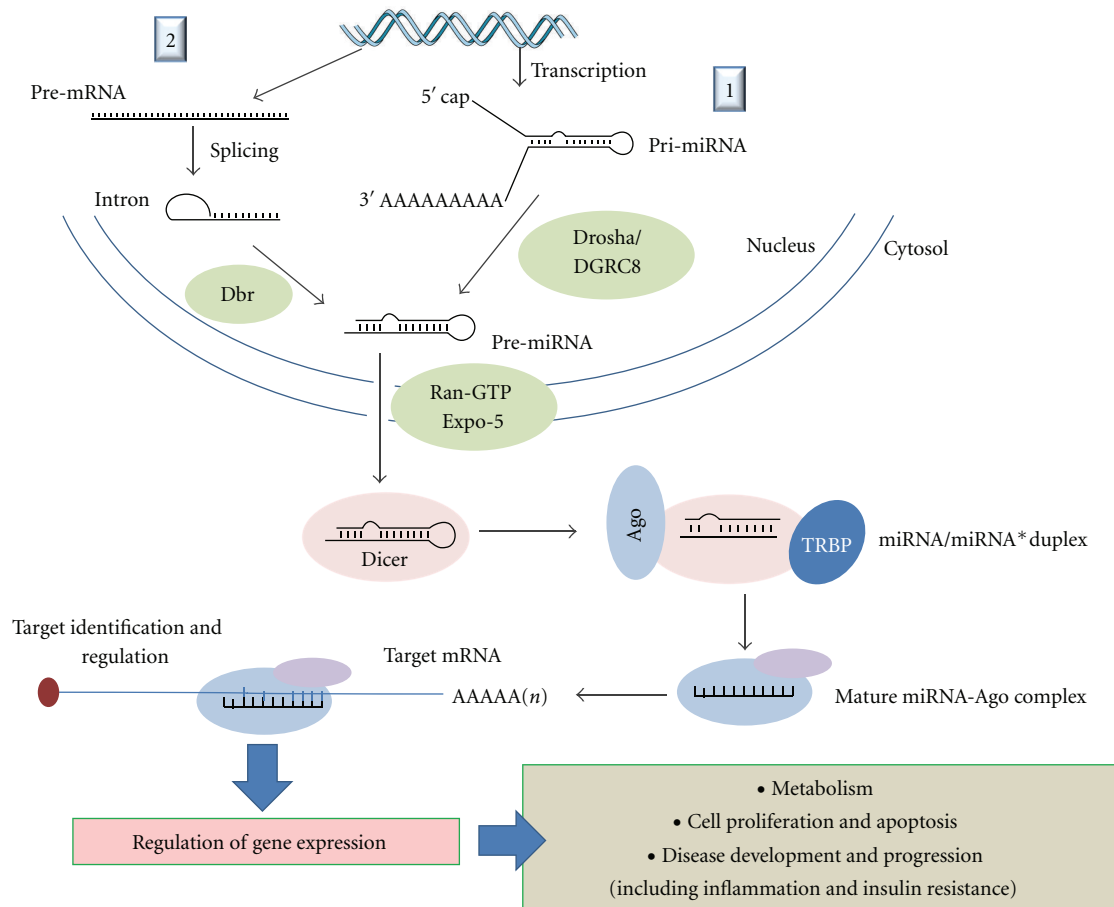 2
Transcription
1
Pre-mRNA
5′ cap
Splicing
Pri-miRNA
Intron
3′ AAAAAAAAA
Drosha/
DGRC8
Nucleus
Cytosol
Dbr
Pre-miRNA
Ran-GTP
Expo-5
Dicer
Ago
TRBP
miRNA/miRNA* duplex
Target identification and
regulation
Target mRNA
AAAAA(n)
Mature miRNA-Ago complex
Regulation of gene expression
• Metabolism
• Cell proliferation and apoptosis
• Disease development and progression
(including inflammation and insulin resistance)